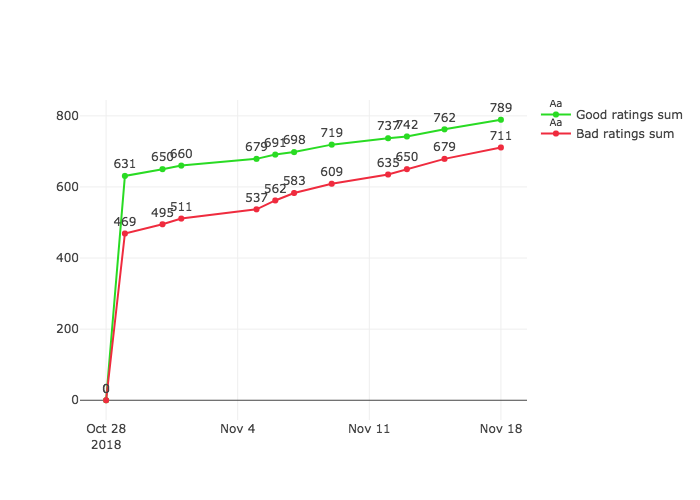 Aa
Good ratings sum
Aa
Bad ratings sum
800
600
400
200
0
631 650 660 679 691 698 719 737 742 762 789
469 495 511 537 562 583 609 635 650 679 711
0
Oct 28 Nov 4 Nov 11 Nov 18
2018